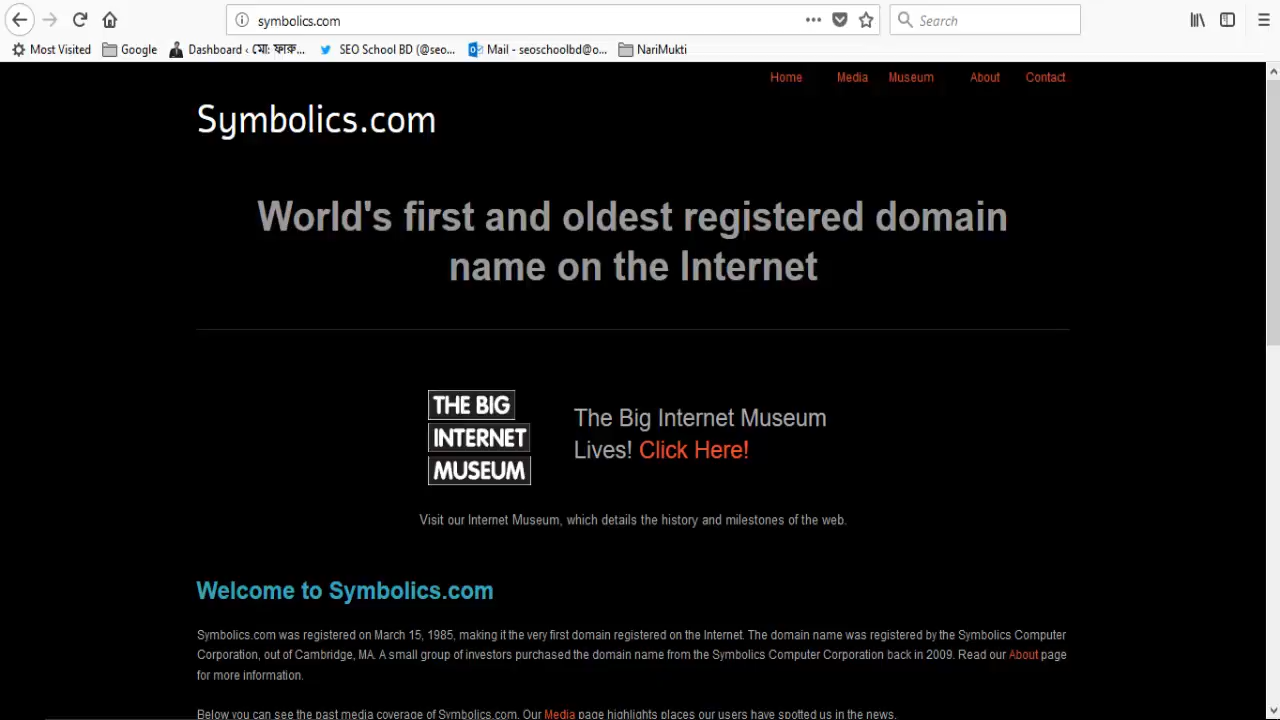 symbolics.com
Search
Most Visited
Google
Dashboard ‹ মো: ফারু...
SEO School BD (@seo...
Mail - seoschoolbd@o...
NariMukti
Home
Media
Museum
About
Contact
Symbolics.com
World's first and oldest registered domain
name on the Internet
THE BIG
INTERNET
MUSEUM
The Big Internet Museum
Lives! Click Here!
Visit our Internet Museum, which details the history and milestones of the web.
Welcome to Symbolics.com
Symbolics.com was registered on March 15, 1985, making it the very first domain registered on the Internet. The domain name was registered by the Symbolics Computer
Corporation, out of Cambridge, MA. A small group of investors purchased the domain name from the Symbolics Computer Corporation back in 2009. Read our About page
for more information.
Below you can see the past media coverage of Symbolics.com. Our Media page highlights places our users have spotted us in the news.